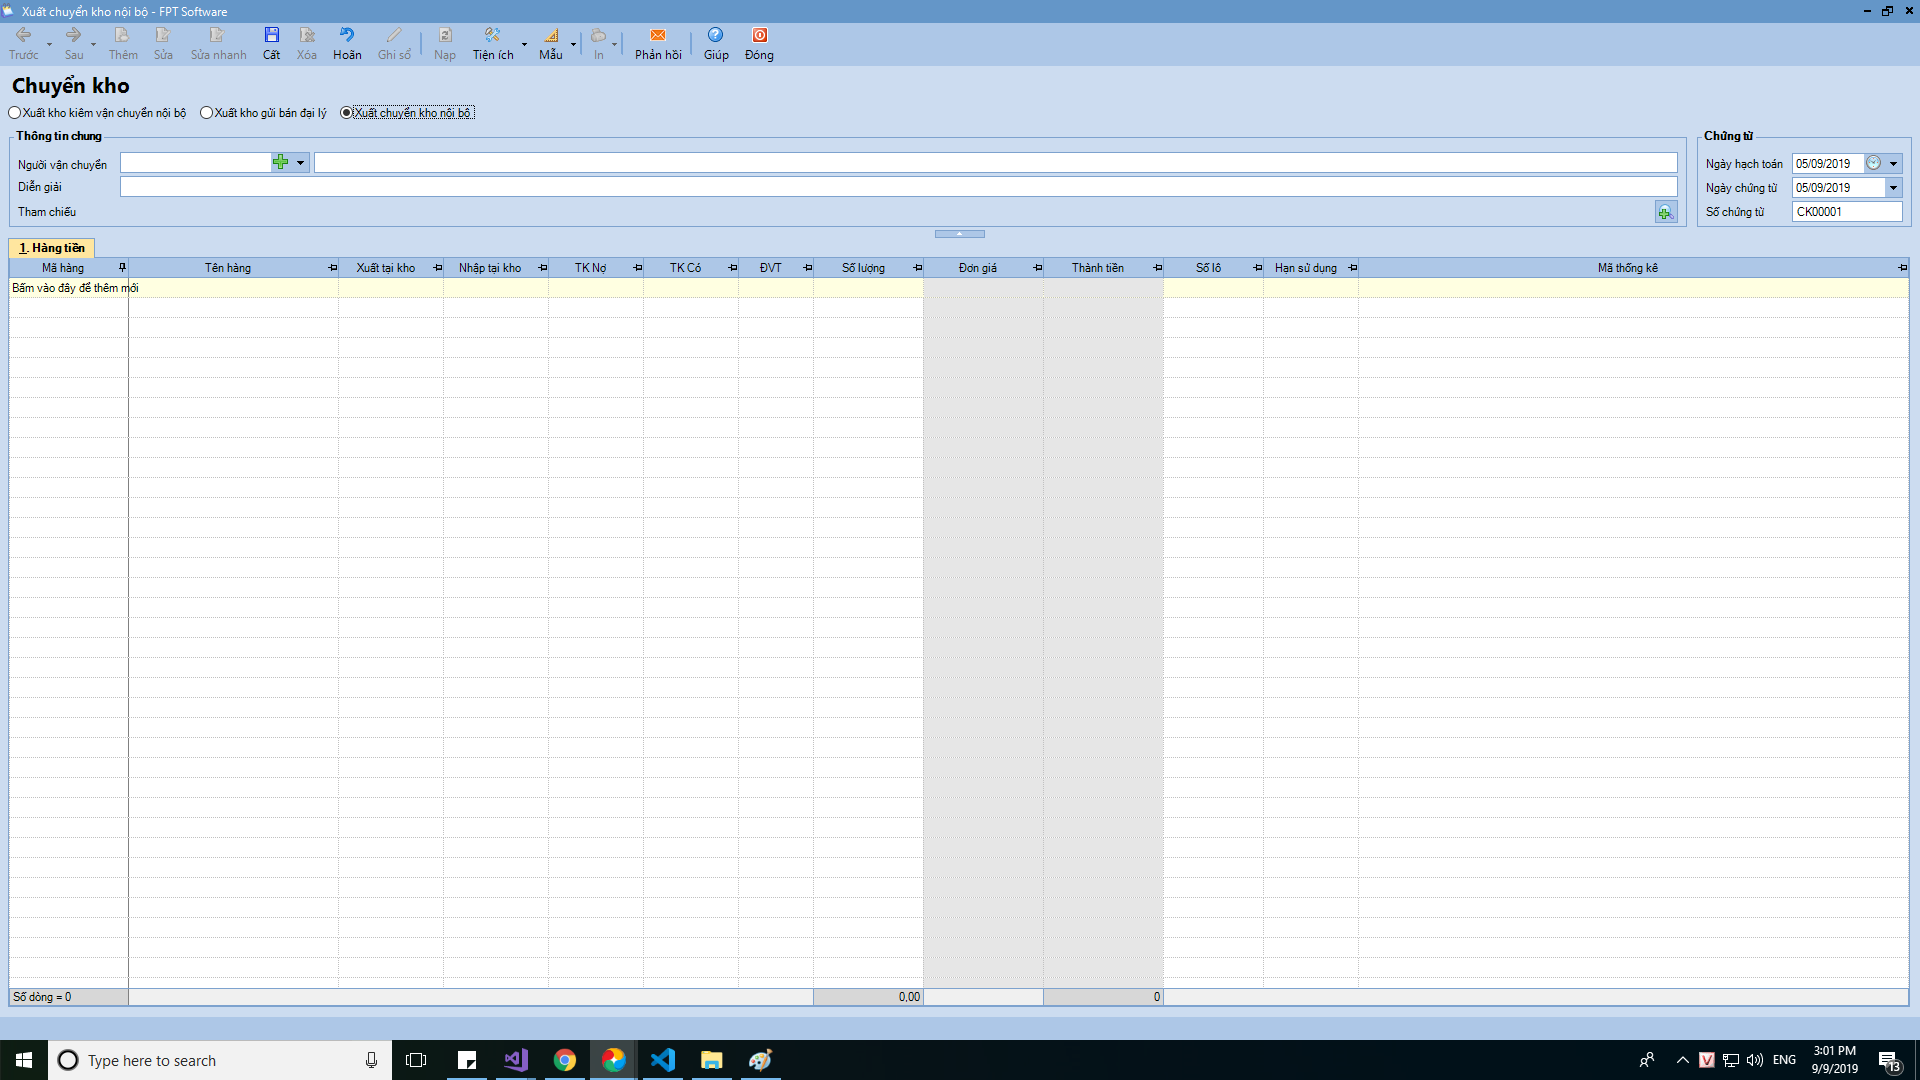 Xuất chuyển kho nội bộ - FPT Software
Trước Sau Thêm Sửa Sửa nhanh Cất Xóa Hoãn Ghi sổ Nạp Tiện ích Mẫu In Phản hồi Giúp Đóng
Chuyển kho
Xuất kho kiêm vận chuyển nội bộ Xuất kho gửi bán đại lý Xuất chuyển kho nội bộ
Thông tin chung Chứng từ
Người vận chuyển Ngày hạch toán 05/09/2019
Diễn giải Ngày chứng từ 05/09/2019
Tham chiếu Số chứng từ CK00001
1. Hàng tiền
Mã hàng Tên hàng Xuất tại kho Nhập tại kho TK Nợ TK Có ĐVT Số lượng Đơn giá Thành tiền Số lô Hạn sử dụng Mã thống kê
Bấm vào đây để thêm mới
Số dòng = 0 0,00 0
Type here to search ENG 3:01 PM
9/9/2019 13